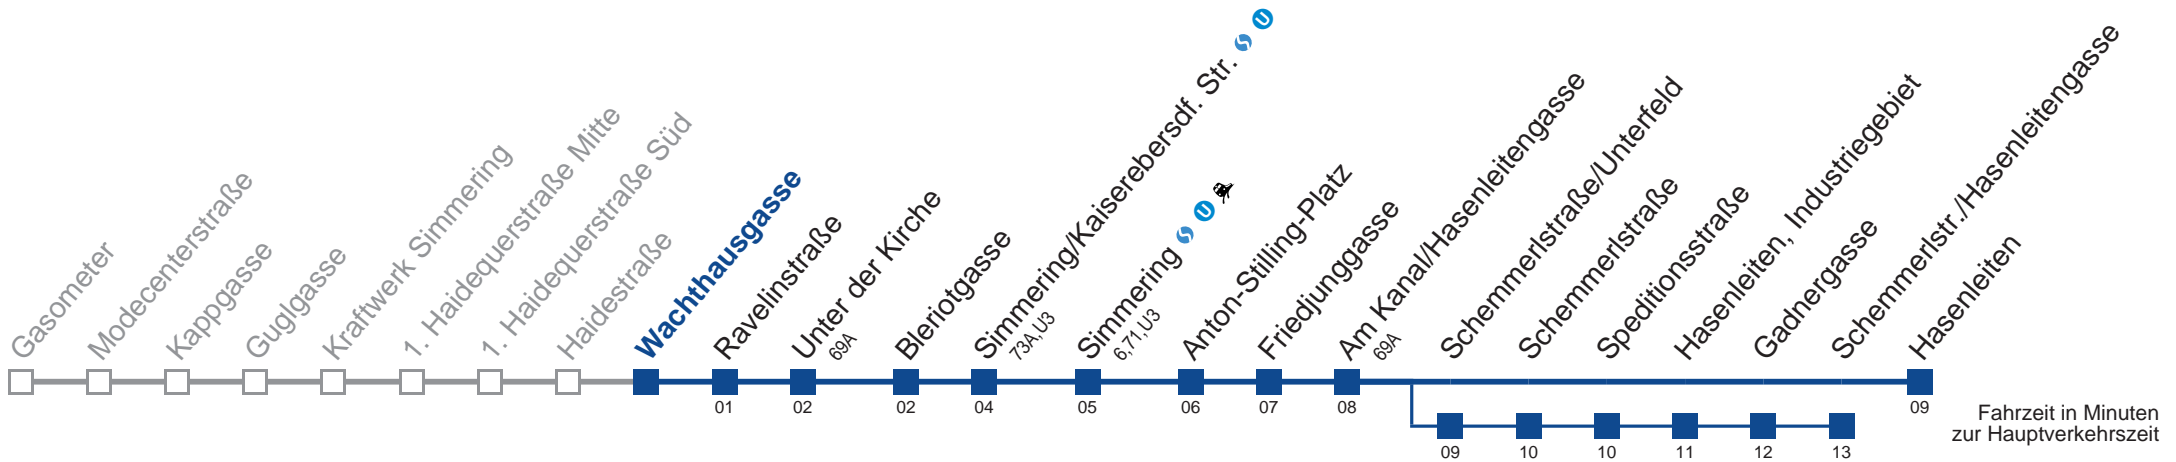 Gasometer
Modecenterstraße
Kappgasse
Guglgasse
Kraftwerk Simmering
1. Haidequerstraße Mitte
1. Haidequerstraße Süd
Haidestraße
Wachthausgasse
Ravelinstraße
Unter der Kirche
69A
Bleriotgasse
Simmering/Kaiserebersdf. Str. S U
73A,U3
Simmering S U
6,71,U3
Anton-Stilling-Platz
Friedjunggasse
Am Kanal/Hasenleitengasse
69A
Schemmerlstraße/Unterfeld
Schemmerlstraße
Speditionsstraße
Hasenleiten, Industriegebiet
Gadnergasse
Schemmerlstr./Hasenleitengasse
Hasenleiten
01 02 02 04 05 06 07 08 09
09 10 10 11 12 13
Fahrzeit in Minuten
zur Hauptverkehrszeit